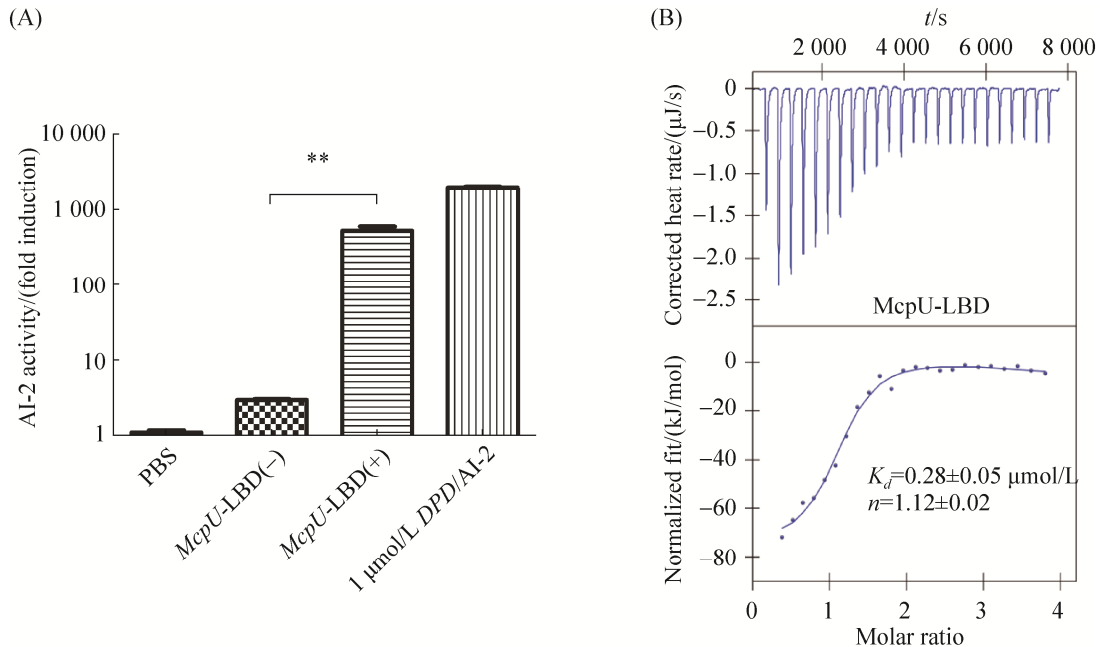 (A)
AI-2 activity/(fold induction)
10 000
1 000
100
10
1
**
PBS
McpU-LBD(−)
McpU-LBD(+)
1 μmol/L DPD/AI-2
(B)
t/s
2 000 4 000 6 000 8 000
Corrected heat rate/(μJ/s)
0
−0.5
−1.0
−1.5
−2.0
−2.5
McpU-LBD
Normalized fit/(kJ/mol)
0
−20
−40
−60
−80
Kd=0.28±0.05 μmol/L
n=1.12±0.02
0 1 2 3 4
Molar ratio